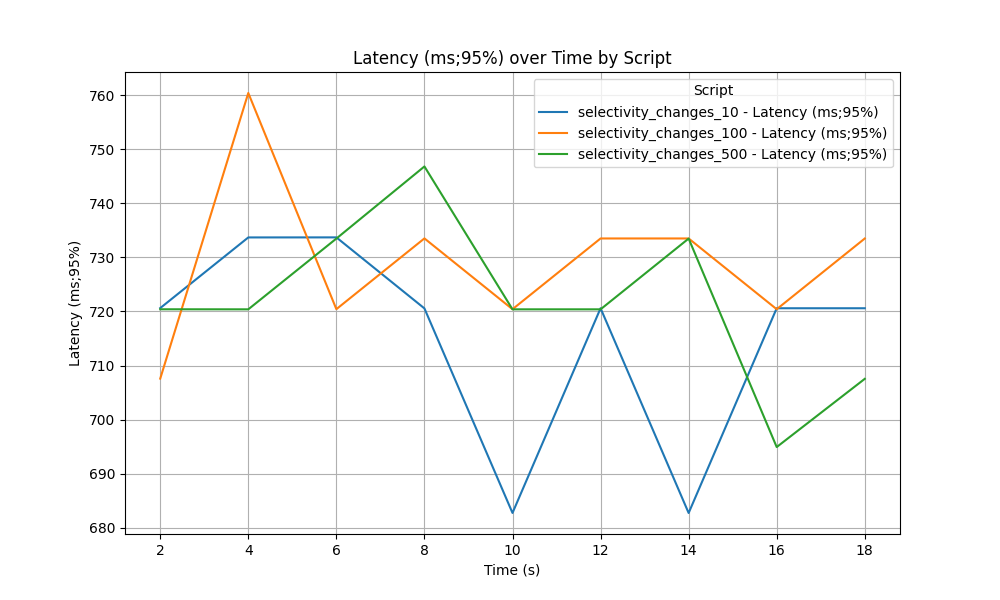 Latency (ms;95%) over Time by Script
Script
selectivity_changes_10 - Latency (ms;95%)
selectivity_changes_100 - Latency (ms;95%)
selectivity_changes_500 - Latency (ms;95%)
Latency (ms;95%)
760
750
740
730
720
710
700
690
680
2 4 6 8 10 12 14 16 18
Time (s)